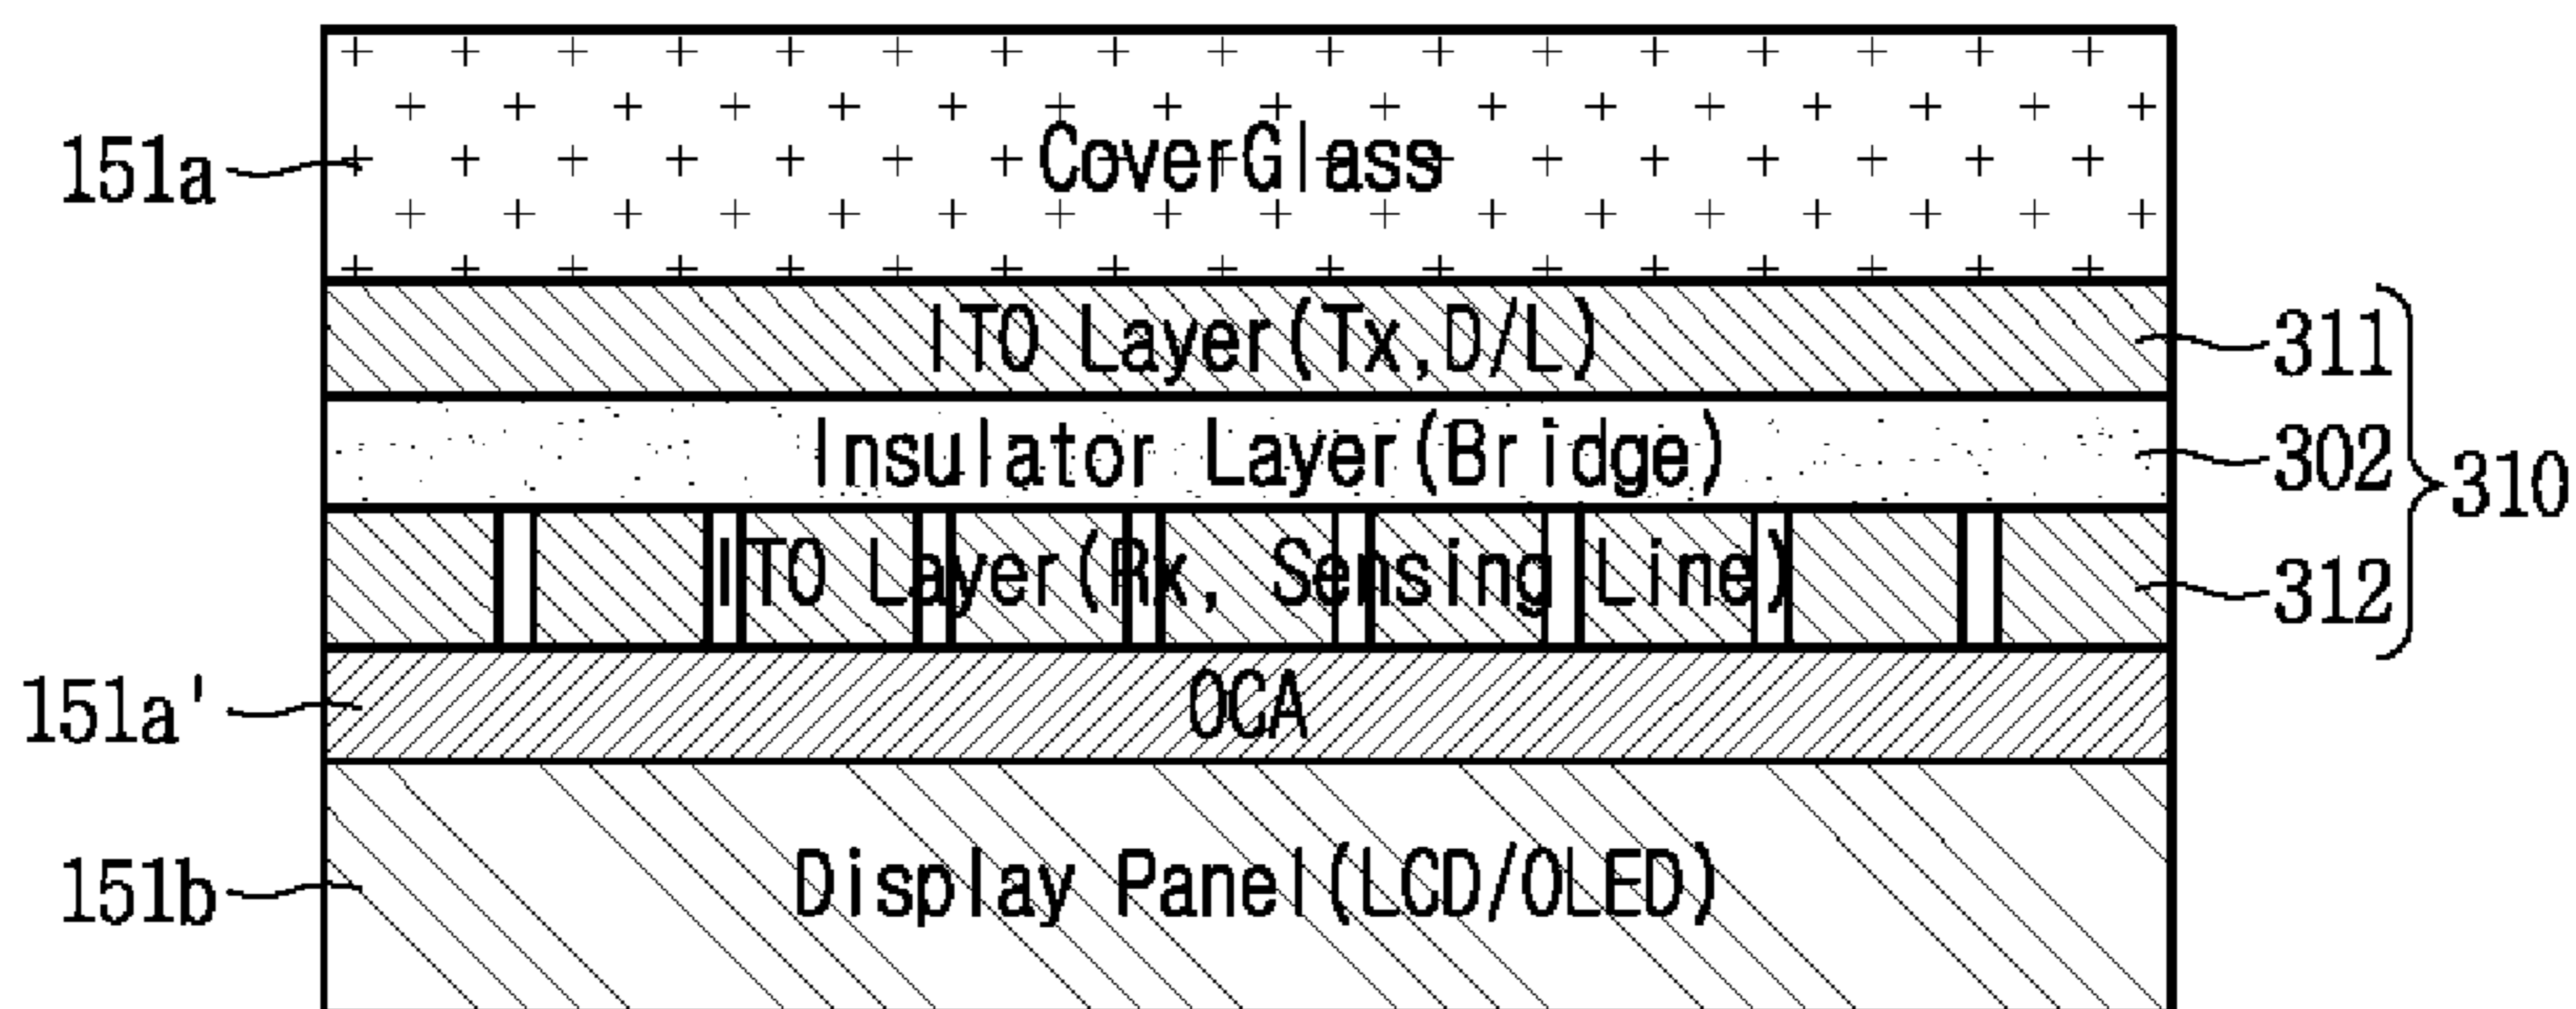 151a CoverGlass
ITO Layer(Tx,D/L) 311
Insulator Layer(Bridge) 302 310
ITO Layer(Rx, Sensing Line) 312
151a' OCA
151b Display Panel(LCD/OLED)